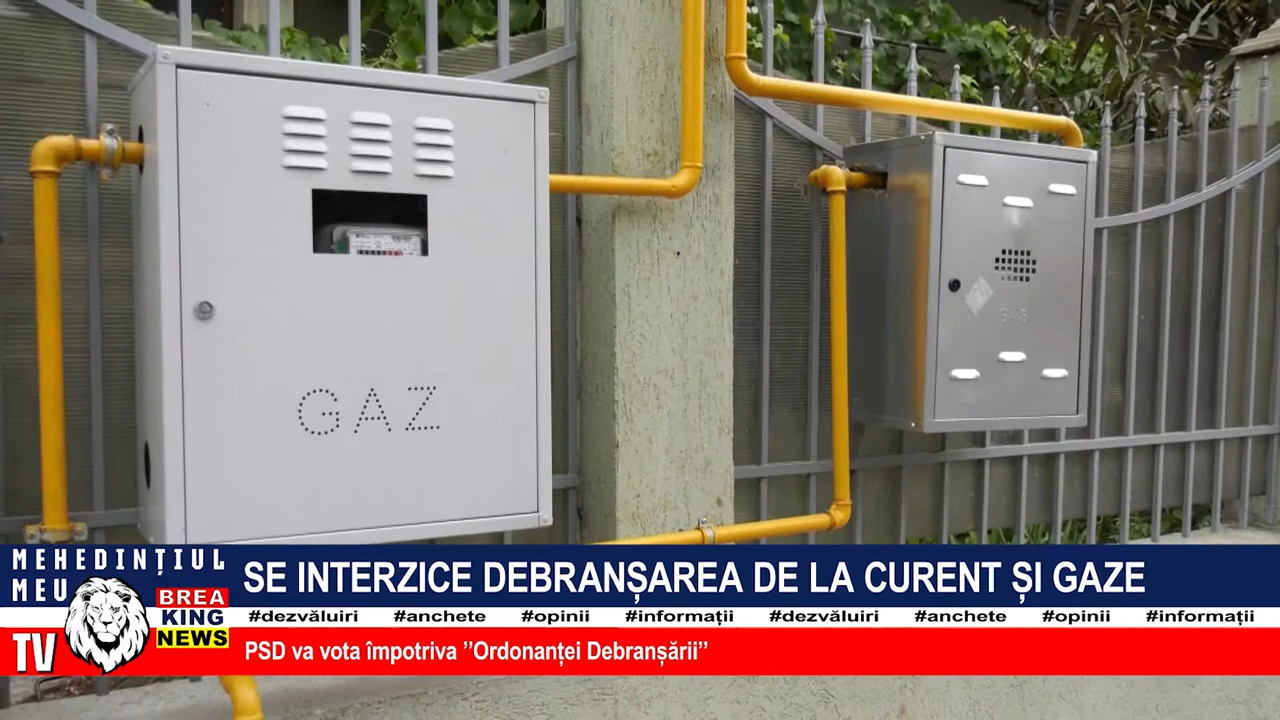 GAZ
GAS
MEHEDINȚIUL
MEU
TV
BREA
KING
NEWS
SE INTERZICE DEBRANȘAREA DE LA CURENT ȘI GAZE
#dezvăluiri #anchete #opinii #informații #dezvăluiri #anchete #opinii #informații
PSD va vota împotriva ”Ordonanței Debranșării”